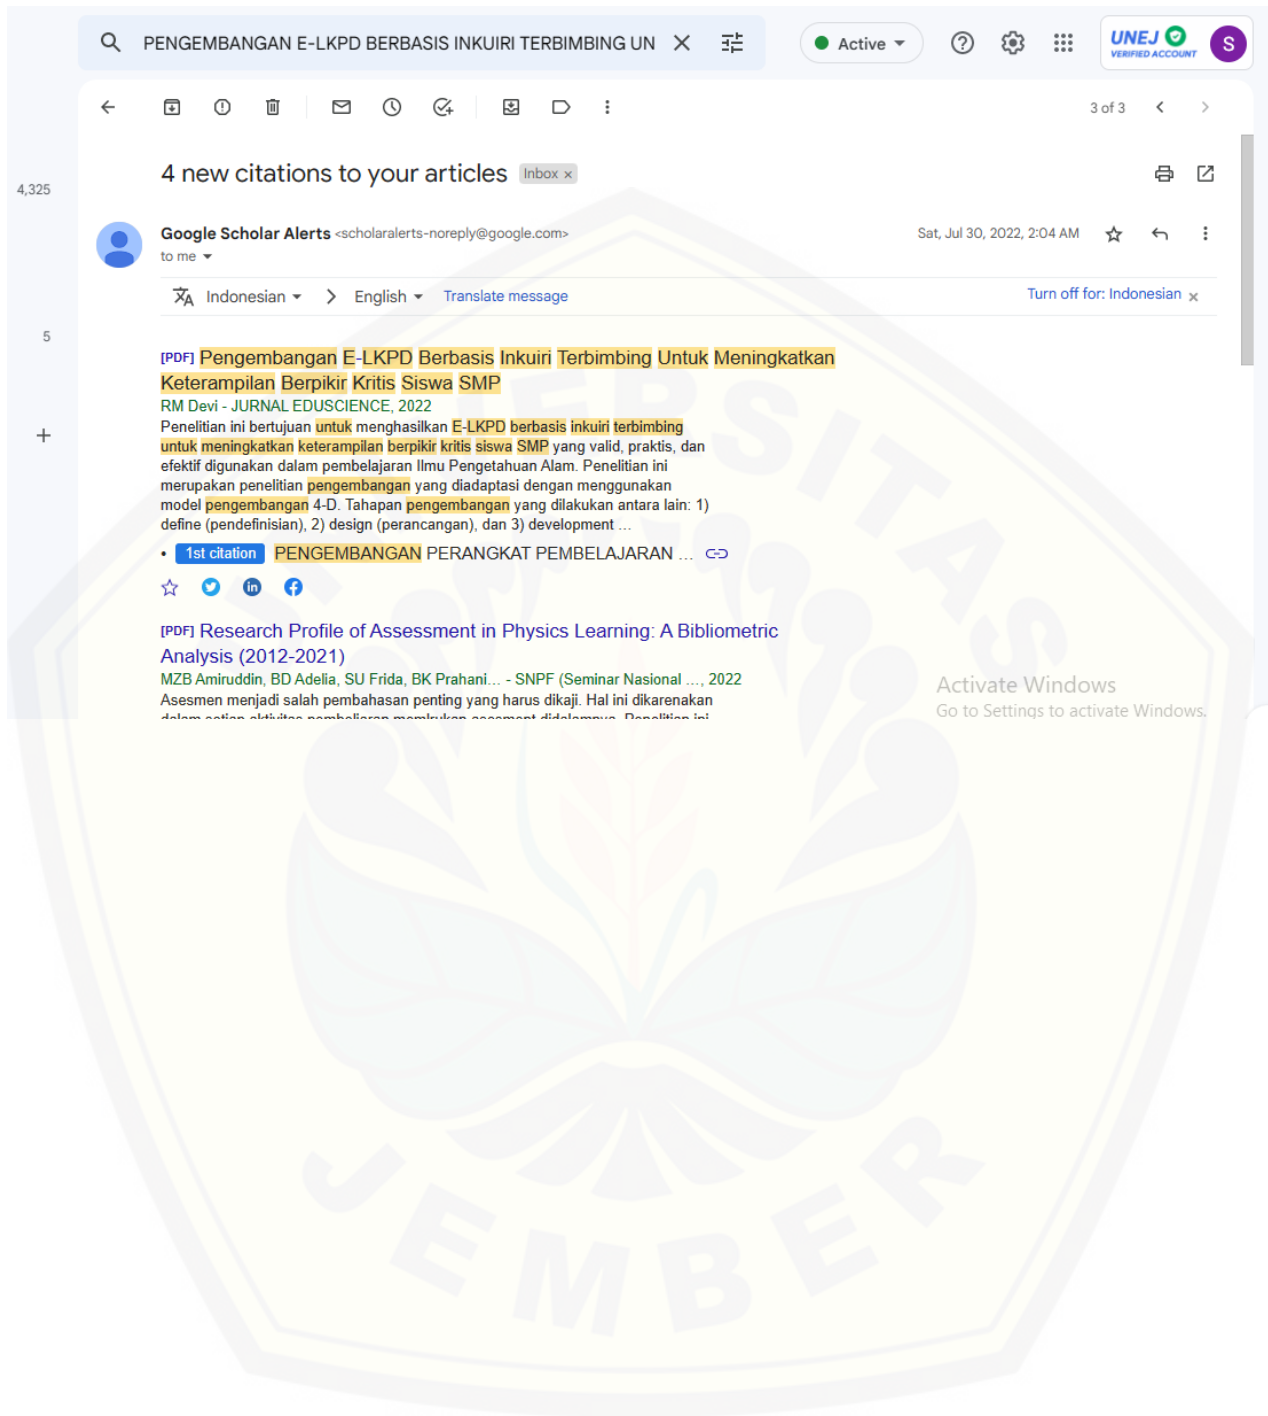 PENGEMBANGAN E-LKPD BERBASIS INKUIRI TERBIMBING UN
Active
UNEJ
VERIFIED ACCOUNT
S
3 of 3
4 new citations to your articles
Inbox ×
4,325
Google Scholar Alerts <scholaralerts-noreply@google.com>
Sat, Jul 30, 2022, 2:04 AM
to me
Indonesian
English
Translate message
Turn off for: Indonesian ×
5
[PDF] Pengembangan E-LKPD Berbasis Inkuiri Terbimbing Untuk Meningkatkan
Keterampilan Berpikir Kritis Siswa SMP
RM Devi - JURNAL EDUSCIENCE, 2022
Penelitian ini bertujuan untuk menghasilkan E-LKPD berbasis inkuiri terbimbing
untuk meningkatkan keterampilan berpikir kritis siswa SMP yang valid, praktis, dan
efektif digunakan dalam pembelajaran Ilmu Pengetahuan Alam. Penelitian ini
merupakan penelitian pengembangan yang diadaptasi dengan menggunakan
model pengembangan 4-D. Tahapan pengembangan yang dilakukan antara lain: 1)
define (pendefinisian), 2) design (perancangan), dan 3) development ...
• 1st citation PENGEMBANGAN PERANGKAT PEMBELAJARAN ...
[PDF] Research Profile of Assessment in Physics Learning: A Bibliometric
Analysis (2012-2021)
MZB Amiruddin, BD Adelia, SU Frida, BK Prahani... - SNPF (Seminar Nasional ..., 2022
Asesmen menjadi salah pembahasan penting yang harus dikaji. Hal ini dikarenakan
dalam setiap aktivitas Penelitian ini
Activate Windows
Go to Settings to activate Windows.
UNIVERSITAS
JEMBER